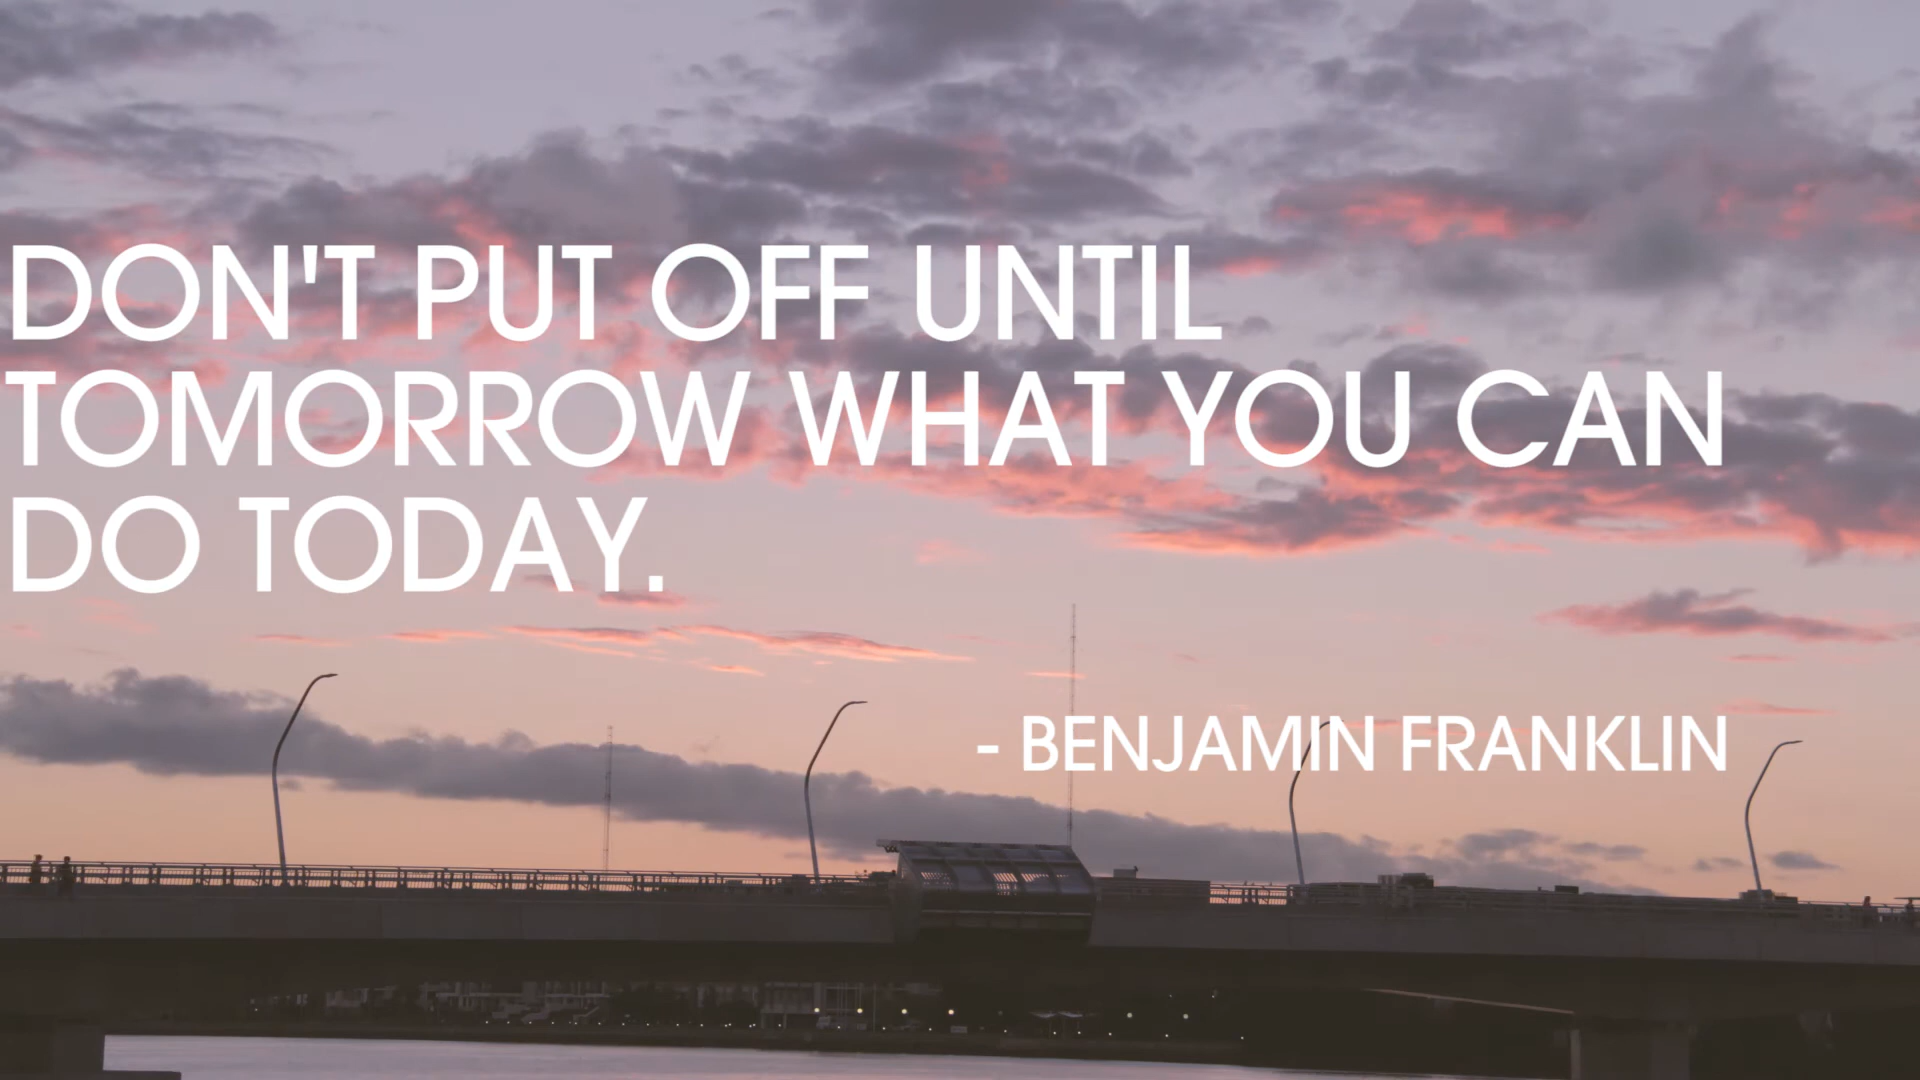 DON'T PUT OFF UNTIL
TOMORROW WHAT YOU CAN
DO TODAY.
- BENJAMIN FRANKLIN